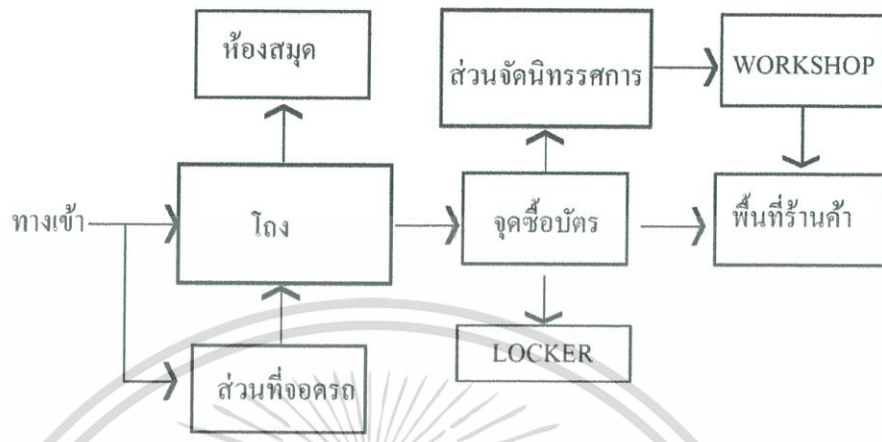 ห้องสมุด
ส่วนจัดนิทรรศการ
WORKSHOP
ทางเข้า
โถง
จุดซื้อบัตร
พื้นที่ร้านค้า
LOCKER
ส่วนที่จอดรถ